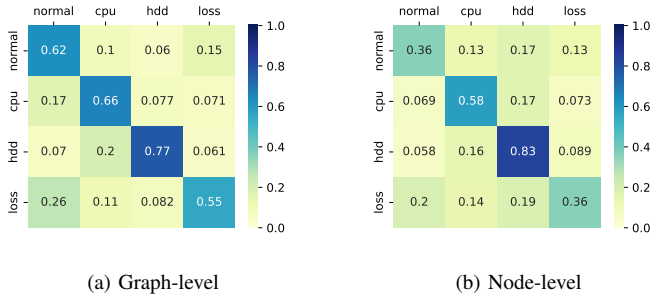 normal cpu hdd loss
normal 0.62 0.1 0.06 0.15
cpu 0.17 0.66 0.077 0.071
hdd 0.07 0.2 0.77 0.061
loss 0.26 0.11 0.082 0.55
1.0
0.8
0.6
0.4
0.2
0.0
(a) Graph-level
normal cpu hdd loss
normal 0.36 0.13 0.17 0.13
cpu 0.069 0.58 0.17 0.073
hdd 0.058 0.16 0.83 0.089
loss 0.2 0.14 0.19 0.36
1.0
0.8
0.6
0.4
0.2
0.0
(b) Node-level